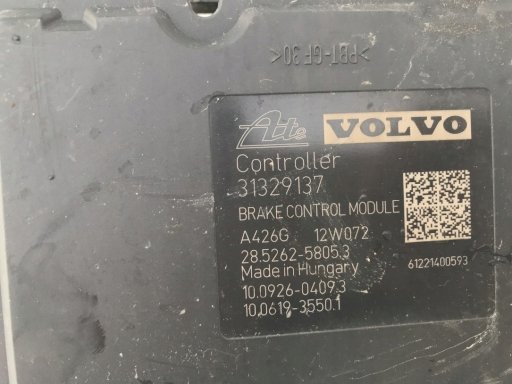 >PBT-GF30<
Ate VOLVO
Controller
31329137
BRAKE CONTROL MODULE
A426G 12W072
28.5262-5805.3
Made in Hungary
61221400593
10.0926-0409.3
10.0619-3550.1